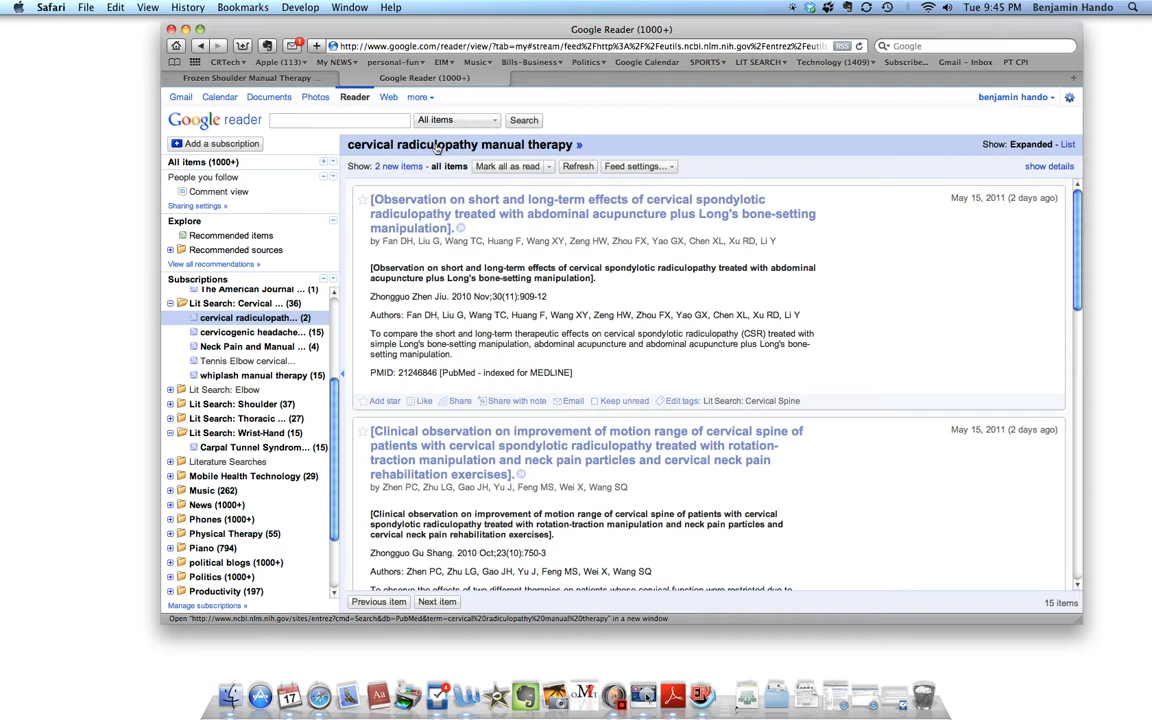 Safari File Edit View History Bookmarks Develop Window Help Tue 9:45 PM Benjamin Hando
Google Reader (1000+)
http://www.google.com/reader/view/?tab=my#stream/feed%2Fhttp%3A%2F%2Feutils.ncbi.nlm.nih.gov%2Fentrez%2Feutils RSS Google
CRTech Apple (113) My NEWS personal-fun EIM Music Bills-Business Politics Google Calendar SPORTS LIT SEARCH Technology (1409) Subscribe... Gmail - Inbox PT CPI
Frozen Shoulder Manual Therapy ... Google Reader (1000+)
Gmail Calendar Documents Photos Reader Web more benjamin hando
Google reader All items Search
Add a subscription
cervical radiculopathy manual therapy » Show: Expanded - List
All items (1000+)
Show: 2 new items - all items Mark all as read Refresh Feed settings... show details
People you follow
Comment view
Sharing settings »
Explore
Recommended items
Recommended sources
View all recommendations »
Subscriptions
The American Journal ... (1)
Lit Search: Cervical ... (36)
cervical radiculopath... (2)
cervicogenic headache... (15)
Neck Pain and Manual ... (4)
Tennis Elbow cervical...
whiplash manual therapy (15)
Lit Search: Elbow
Lit Search: Shoulder (37)
Lit Search: Thoracic ... (27)
Lit Search: Wrist-Hand (15)
Carpal Tunnel Syndrom... (15)
Literature Searches
Mobile Health Technology (29)
Music (262)
News (1000+)
Phones (1000+)
Physical Therapy (55)
Piano (794)
political blogs (1000+)
Politics (1000+)
Productivity (197)
Manage subscriptions »
[Observation on short and long-term effects of cervical spondylotic May 15, 2011 (2 days ago)
radiculopathy treated with abdominal acupuncture plus Long's bone-setting
manipulation].
by Fan DH, Liu G, Wang TC, Huang F, Wang XY, Zeng HW, Zhou FX, Yao GX, Chen XL, Xu RD, Li Y
[Observation on short and long-term effects of cervical spondylotic radiculopathy treated with abdominal
acupuncture plus Long's bone-setting manipulation].
Zhongguo Zhen Jiu. 2010 Nov;30(11):909-12
Authors: Fan DH, Liu G, Wang TC, Huang F, Wang XY, Zeng HW, Zhou FX, Yao GX, Chen XL, Xu RD, Li Y
To compare the short and long-term therapeutic effects on cervical spondylotic radiculopathy (CSR) treated with
simple Long's bone-setting manipulation, abdominal acupuncture and abdominal acupuncture plus Long's bone-
setting manipulation.
PMID: 21246846 [PubMed - indexed for MEDLINE]
Add star Like Share Share with note Email Keep unread Edit tags: Lit Search: Cervical Spine
[Clinical observation on improvement of motion range of cervical spine of May 15, 2011 (2 days ago)
patients with cervical spondylotic radiculopathy treated with rotation-
traction manipulation and neck pain particles and cervical neck pain
rehabilitation exercises].
by Zhen PC, Zhu LG, Gao JH, Yu J, Feng MS, Wei X, Wang SQ
[Clinical observation on improvement of motion range of cervical spine of patients with cervical
spondylotic radiculopathy treated with rotation-traction manipulation and neck pain particles and
cervical neck pain rehabilitation exercises].
Zhongguo Gu Shang. 2010 Oct;23(10):750-3
Authors: Zhen PC, Zhu LG, Gao JH, Yu J, Feng MS, Wei X, Wang SQ
To observe the effects of two different therapies on patients whose cervical function were restricted due to
Previous item Next item 15 items
Open "http://www.ncbi.nlm.nih.gov/sites/entrez?cmd=Search&db=PubMed&term=cervical%20radiculopathy%20manual%20therapy" in a new window